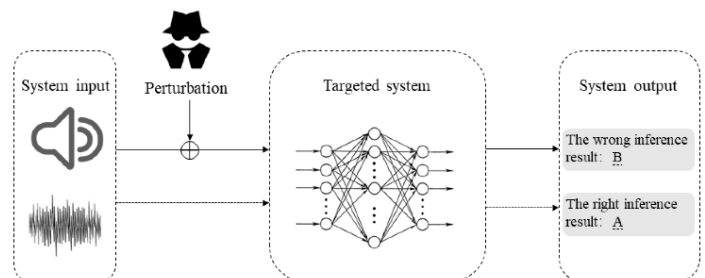 System input
Perturbation
Targeted system
System output
The wrong inference
result: B
The right inference
result: A